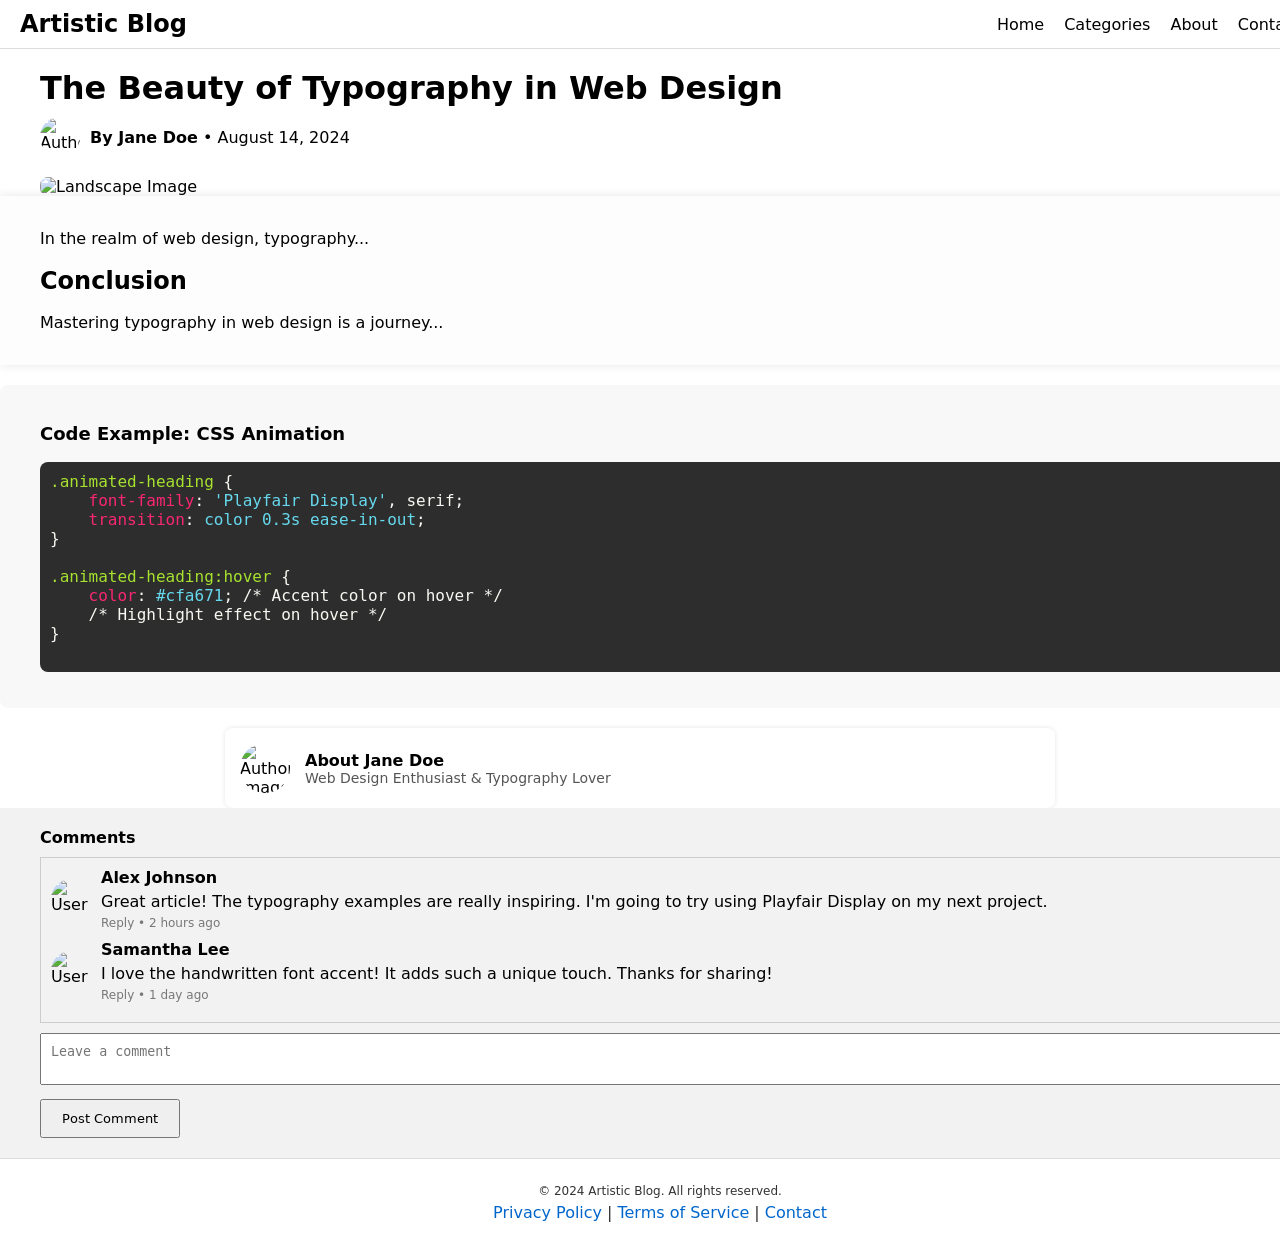 Artistic Blog
Home Categories About Conta
The Beauty of Typography in Web Design
Autho
By Jane Doe • August 14, 2024
Landscape Image
In the realm of web design, typography...
Conclusion
Mastering typography in web design is a journey...
Code Example: CSS Animation
.animated-heading {
    font-family: 'Playfair Display', serif;
    transition: color 0.3s ease-in-out;
}
.animated-heading:hover {
    color: #cfa671; /* Accent color on hover */
    /* Highlight effect on hover */
}
Author
Image
About Jane Doe
Web Design Enthusiast & Typography Lover
Comments
Alex Johnson
User
Great article! The typography examples are really inspiring. I'm going to try using Playfair Display on my next project.
Reply • 2 hours ago
Samantha Lee
User
I love the handwritten font accent! It adds such a unique touch. Thanks for sharing!
Reply • 1 day ago
Leave a comment
Post Comment
© 2024 Artistic Blog. All rights reserved.
Privacy Policy | Terms of Service | Contact